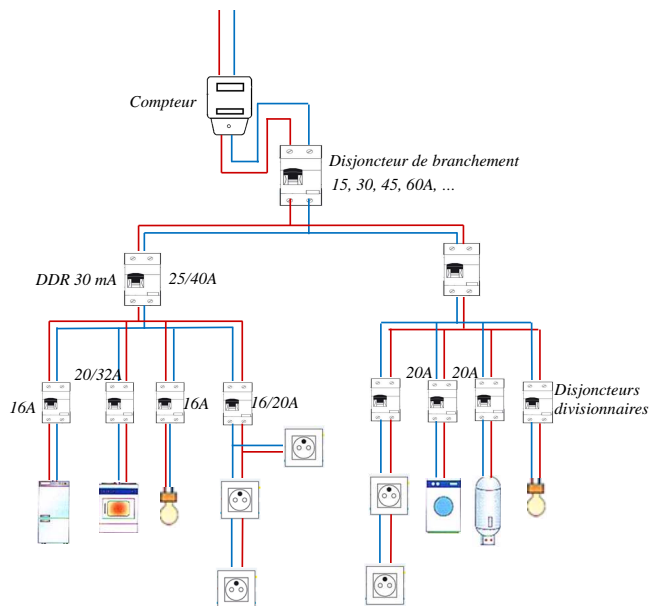 Compteur
Disjoncteur de branchement
15, 30, 45, 60A, ...
DDR 30 mA
25/40A
20/32A
16A
16A
16/20A
20A
20A
Disjoncteurs
divisionnaires